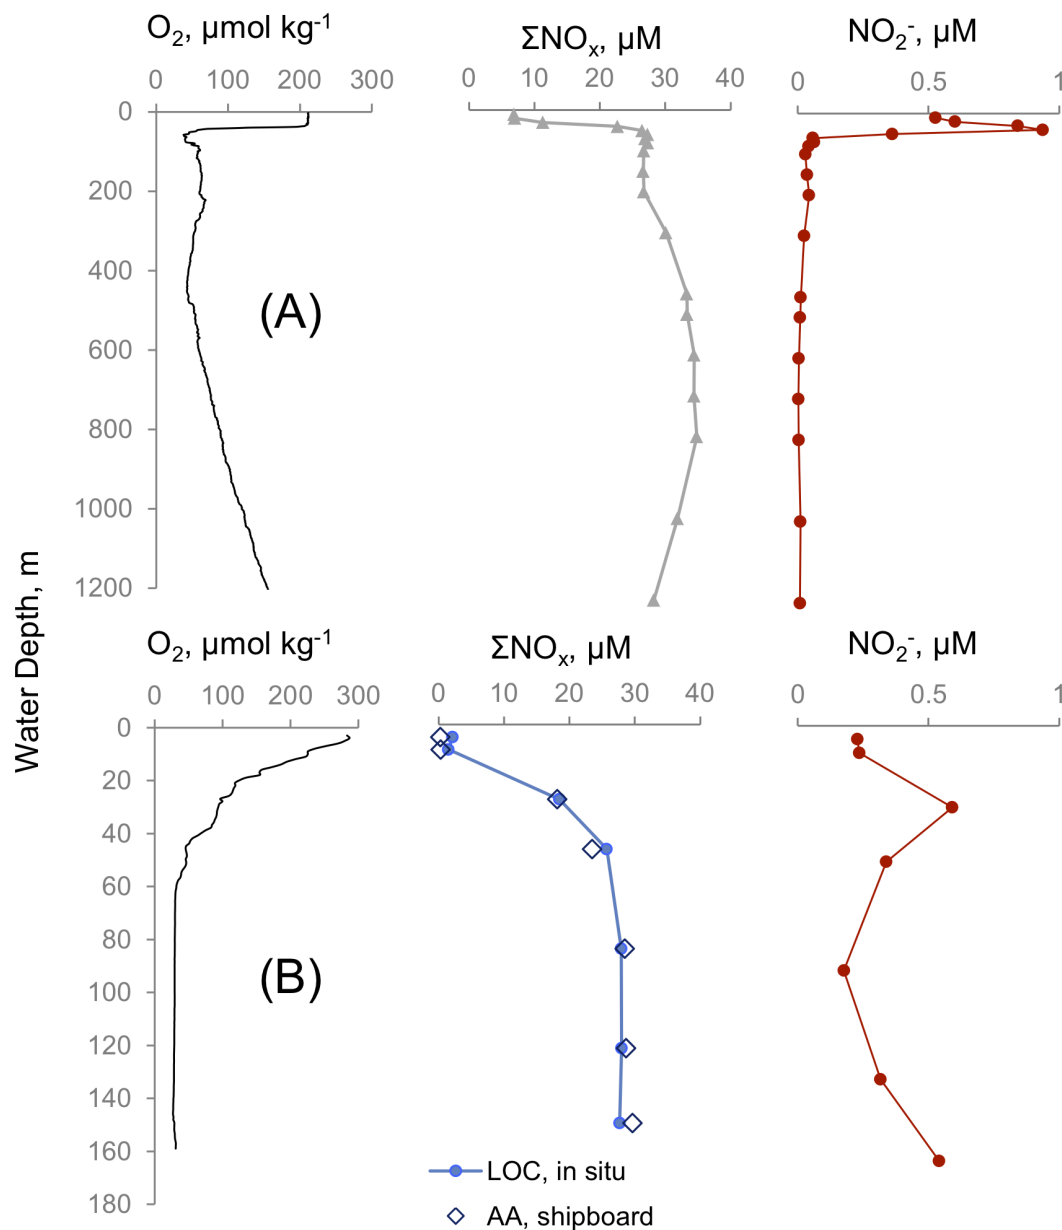 O₂, µmol kg⁻¹
ΣNOₓ, µM
NO₂⁻, µM
0 100 200 300
0 10 20 30 40
0 0.5 1
0
200
400
600
800
1000
1200
(A)
Water Depth, m
O₂, µmol kg⁻¹
ΣNOₓ, µM
NO₂⁻, µM
0 100 200 300
0 10 20 30 40
0 0.5 1
0
20
40
60
80
100
120
140
160
180
(B)
LOC, in situ
AA, shipboard